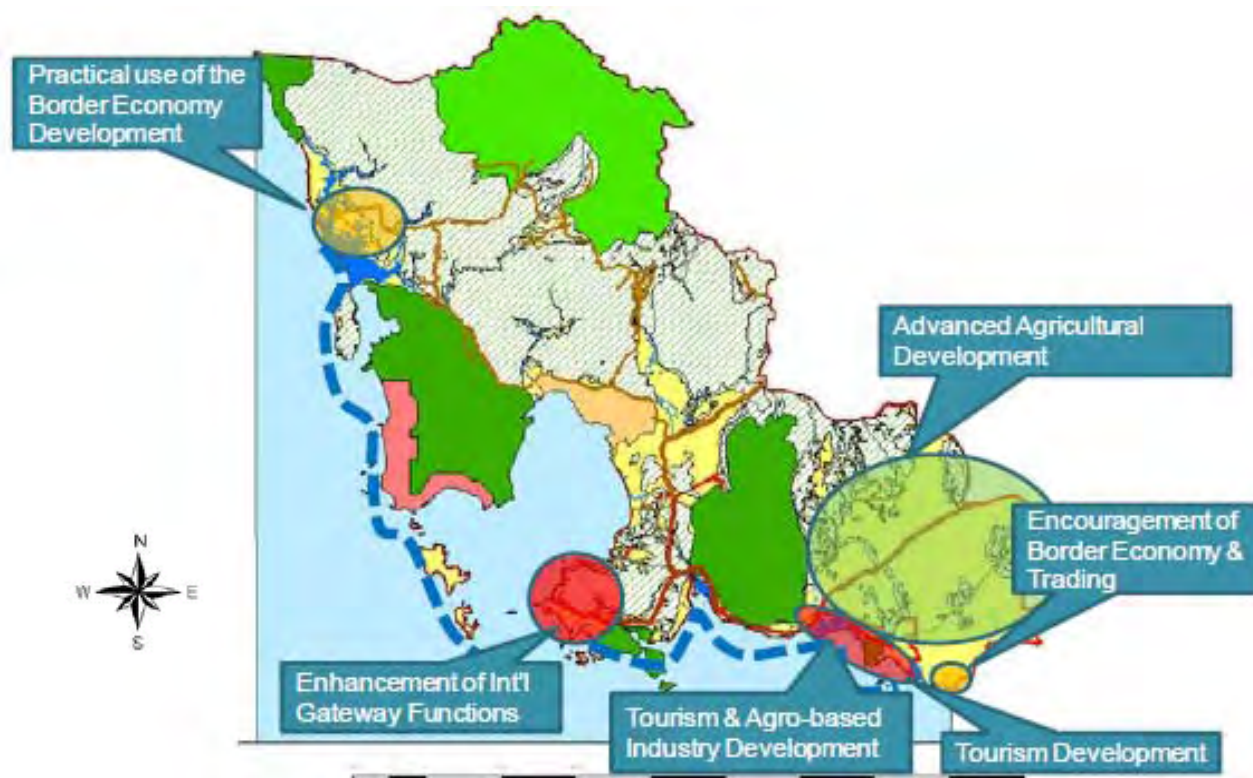 Practical use of the
Border Economy
Development
Advanced Agricultural
Development
Encouragement of
Border Economy &
Trading
N
W
E
S
Enhancement of Int'l
Gateway Functions
Tourism & Agro-based
Industry Development
Tourism Development